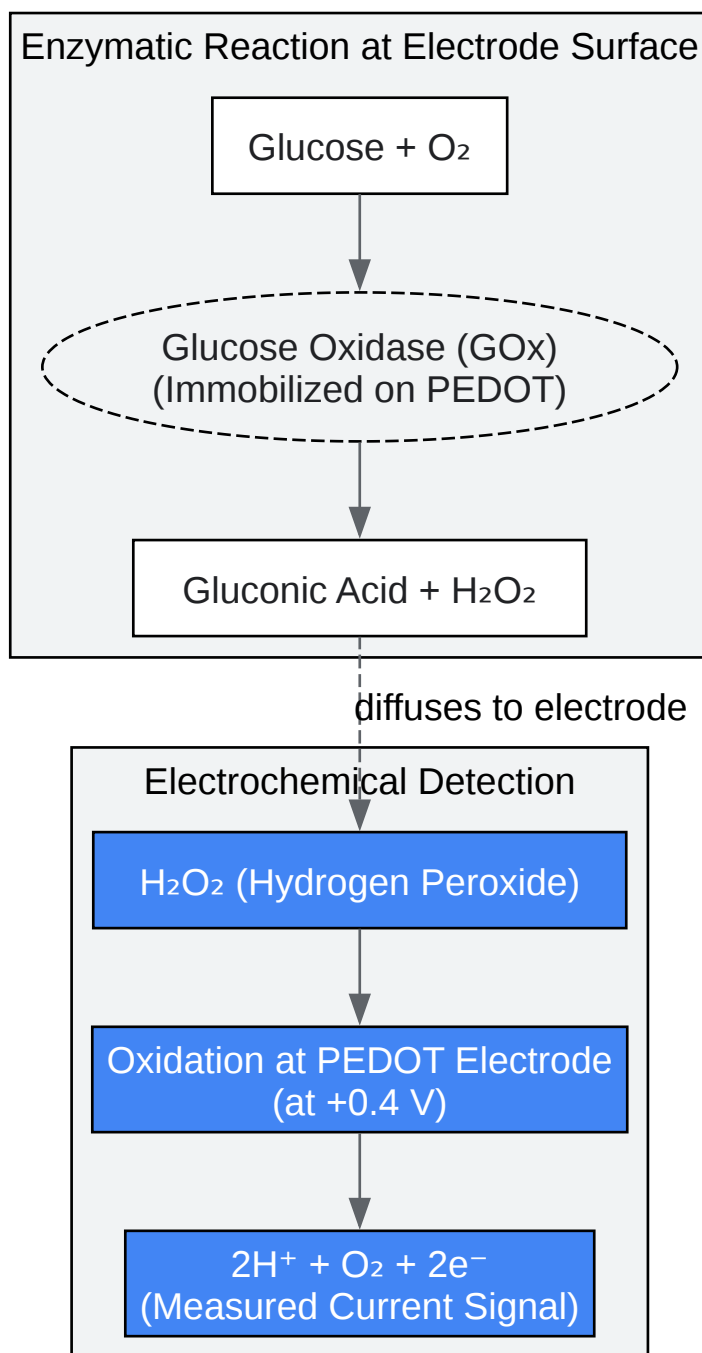 Enzymatic Reaction at Electrode Surface
Glucose + O₂
Glucose Oxidase (GOx)
(Immobilized on PEDOT)
Gluconic Acid + H₂O₂
diffuses to electrode
Electrochemical Detection
H₂O₂ (Hydrogen Peroxide)
Oxidation at PEDOT Electrode
(at +0.4 V)
2H⁺ + O₂ + 2e⁻
(Measured Current Signal)